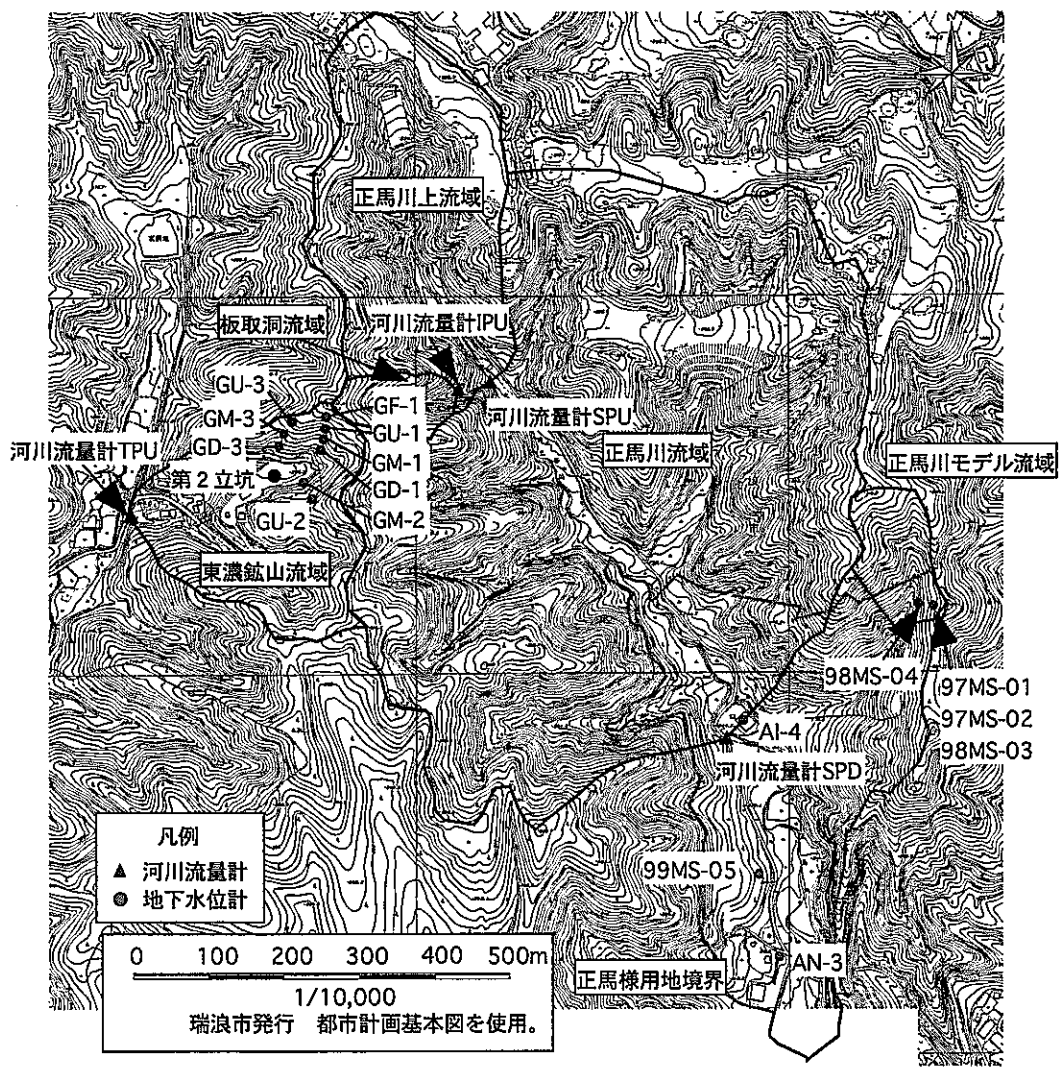 正馬川上流域
板取洞流域
河川流量計IPU
GU-3
GM-3
GD-3
GF-1
GU-1
GM-1
GD-1
GM-2
河川流量計SPU
河川流量計TPU
第2立坑
GU-2
正馬川流域
正馬川モデル流域
東濃鉱山流域
98MS-04
97MS-01
97MS-02
98MS-03
AI-4
河川流量計SPD
凡例
▲ 河川流量計
● 地下水位計
99MS-05
AN-3
正馬様用地境界
0 100 200 300 400 500m
1/10,000
瑞浪市発行 都市計画基本図を使用。